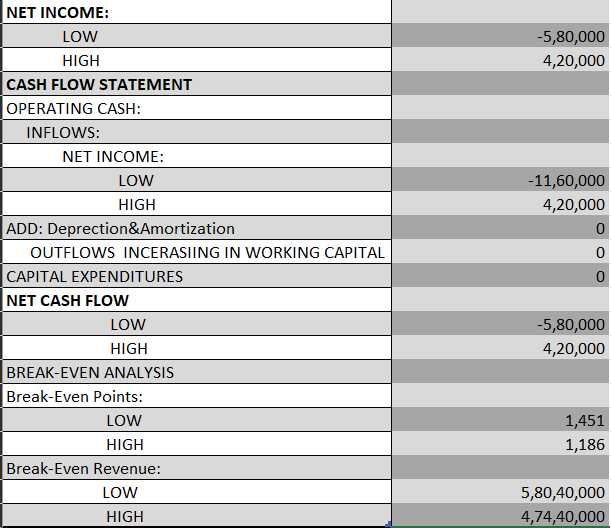 NET INCOME:
LOW -5,80,000
HIGH 4,20,000
CASH FLOW STATEMENT
OPERATING CASH:
INFLOWS:
NET INCOME:
LOW -11,60,000
HIGH 4,20,000
ADD: Deprection&Amortization 0
OUTFLOWS INCERASIING IN WORKING CAPITAL 0
CAPITAL EXPENDITURES 0
NET CASH FLOW
LOW -5,80,000
HIGH 4,20,000
BREAK-EVEN ANALYSIS
Break-Even Points:
LOW 1,451
HIGH 1,186
Break-Even Revenue:
LOW 5,80,40,000
HIGH 4,74,40,000